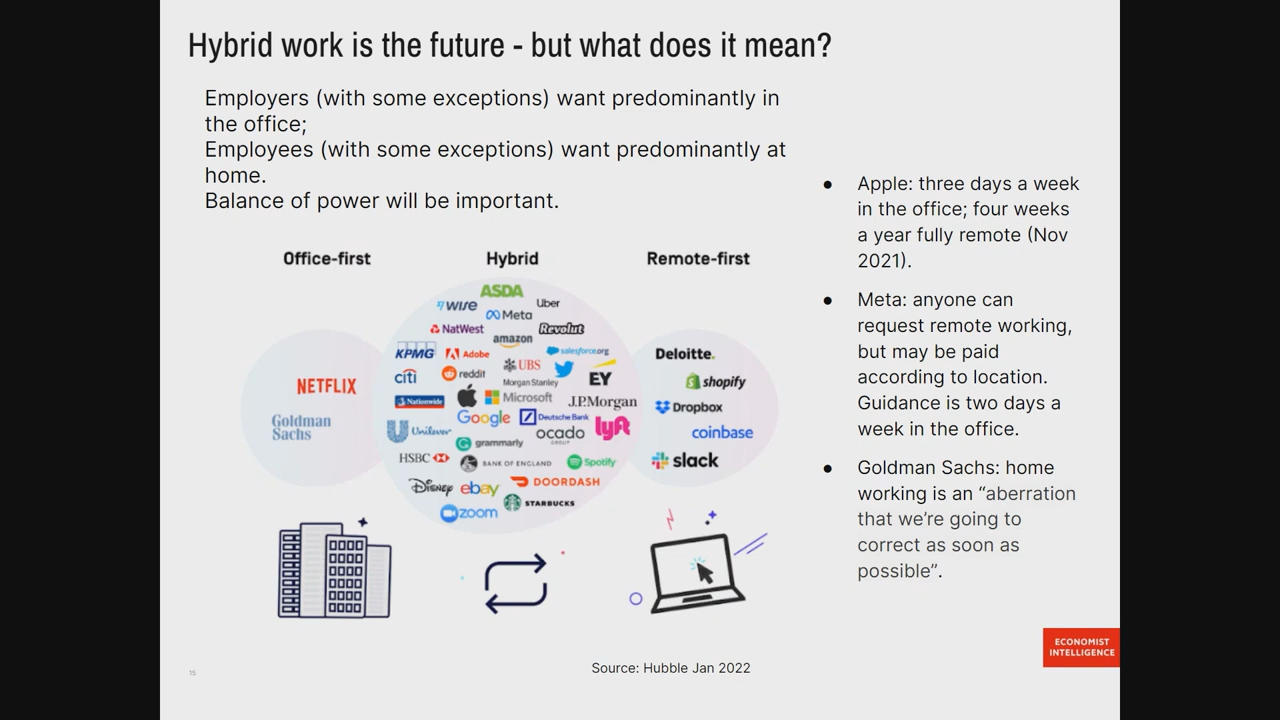 Hybrid work is the future - but what does it mean?
Employers (with some exceptions) want predominantly in
the office;
Employees (with some exceptions) want predominantly at
home.
Balance of power will be important.
Office-first
Hybrid
Remote-first
NETFLIX
Goldman
Sachs
ASDA
wise
Uber
Meta
NatWest
Revolut
amazon
KPMG
Adobe
salesforce.org
UBS
citi
reddit
Morgan Stanley
EY
Nationwide
Microsoft
J.P.Morgan
Google
Deutsche Bank
lyft
Unilever
ocado
GROUP
grammarly
HSBC
BANK OF ENGLAND
Spotify
Disney
ebay
DOORDASH
STARBUCKS
zoom
Deloitte.
shopify
Dropbox
coinbase
slack
● Apple: three days a week
in the office; four weeks
a year fully remote (Nov
2021).
● Meta: anyone can
request remote working,
but may be paid
according to location.
Guidance is two days a
week in the office.
● Goldman Sachs: home
working is an “aberration
that we’re going to
correct as soon as
possible”.
ECONOMIST
INTELLIGENCE
Source: Hubble Jan 2022
15